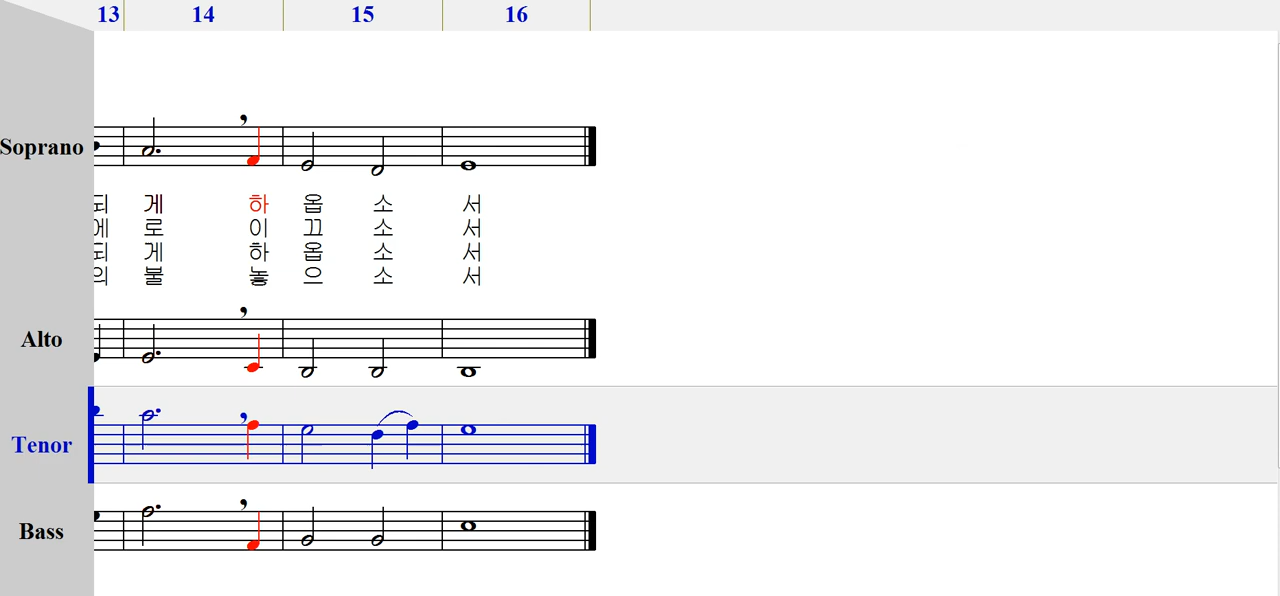 13 14 15 16
Soprano
되 게 하 옵 소 서
에 로 이 끄 소 서
되 게 하 옵 소 서
의 불 놓 으 소 서
Alto
Tenor
Bass